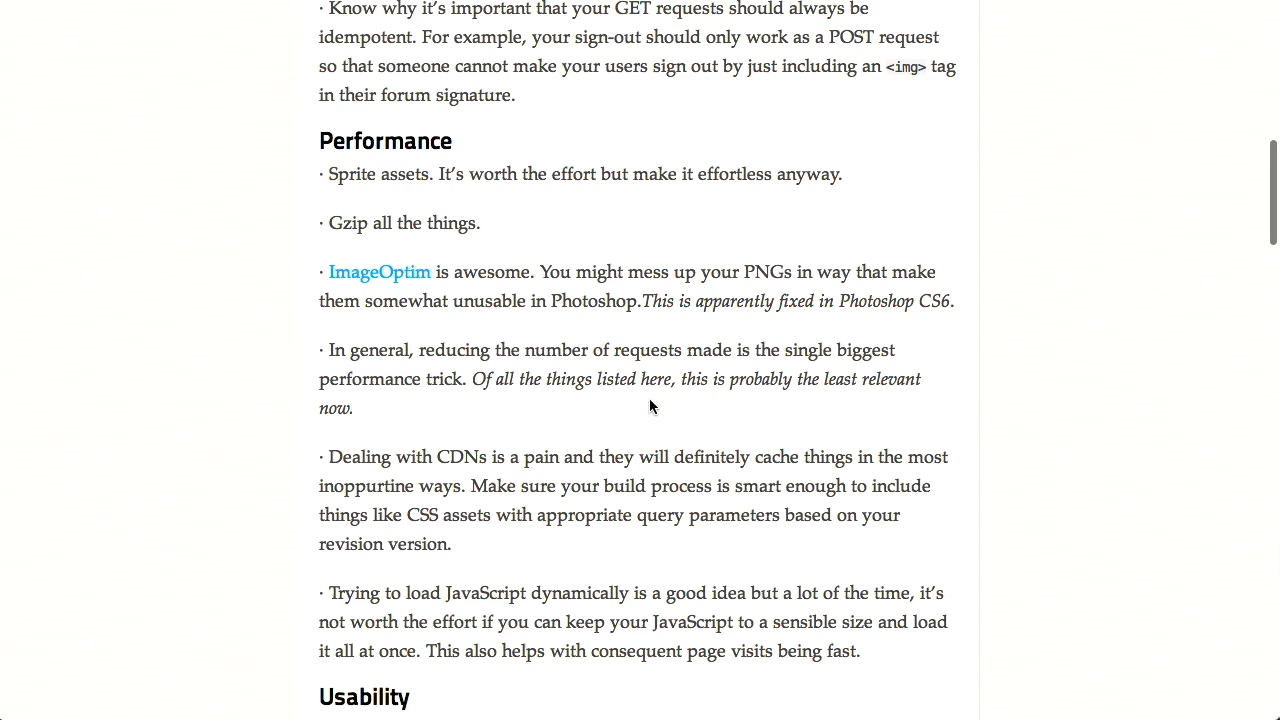 · Know why it’s important that your GET requests should always be
idempotent. For example, your sign-out should only work as a POST request
so that someone cannot make your users sign out by just including an <img> tag
in their forum signature.
Performance
· Sprite assets. It’s worth the effort but make it effortless anyway.
· Gzip all the things.
· ImageOptim is awesome. You might mess up your PNGs in way that make
them somewhat unusable in Photoshop.This is apparently fixed in Photoshop CS6.
· In general, reducing the number of requests made is the single biggest
performance trick. Of all the things listed here, this is probably the least relevant
now.
· Dealing with CDNs is a pain and they will definitely cache things in the most
inoppurtine ways. Make sure your build process is smart enough to include
things like CSS assets with appropriate query parameters based on your
revision version.
· Trying to load JavaScript dynamically is a good idea but a lot of the time, it’s
not worth the effort if you can keep your JavaScript to a sensible size and load
it all at once. This also helps with consequent page visits being fast.
Usability